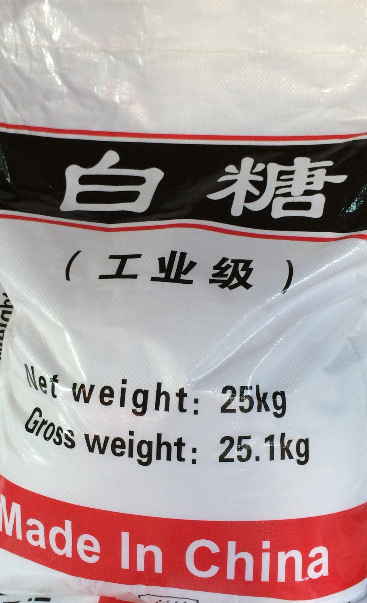 白糖
(工业级)
Net weight: 25kg
Gross weight: 25.1kg
Made In China